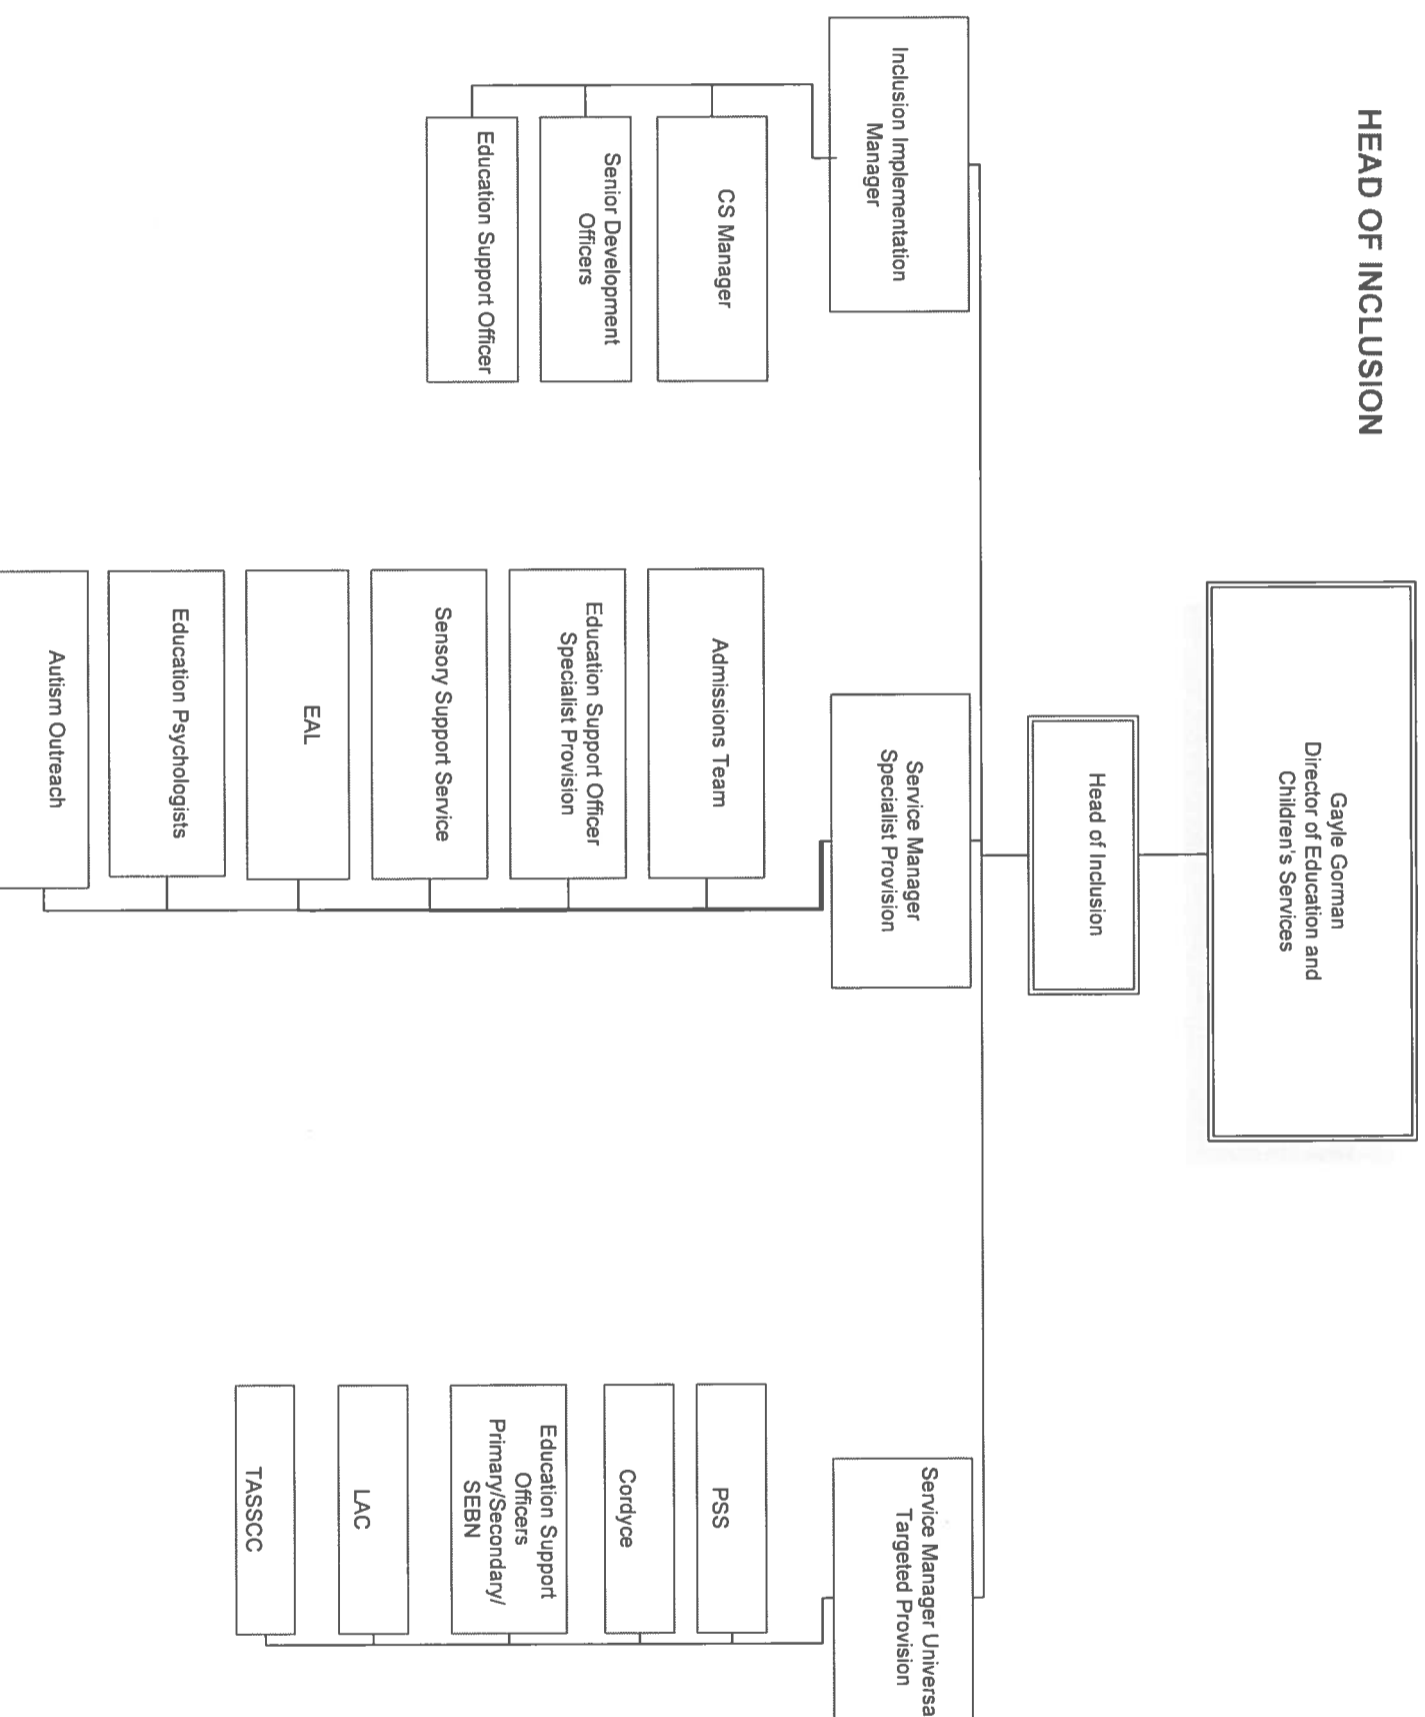 HEAD OF INCLUSION
Gayle Gorman
Director of Education and
Children's Services
Head of Inclusion
Inclusion Implementation
Manager
CS Manager
Senior Development
Officers
Education Support Officer
Service Manager
Specialist Provision
Admissions Team
Education Support Officer
Specialist Provision
Sensory Support Service
EAL
Education Psychologists
Autism Outreach
Service Manager Universa
Targeted Provision
PSS
Cordyce
Education Support
Officers
Primary/Secondary/
SEBN
LAC
TASSCC